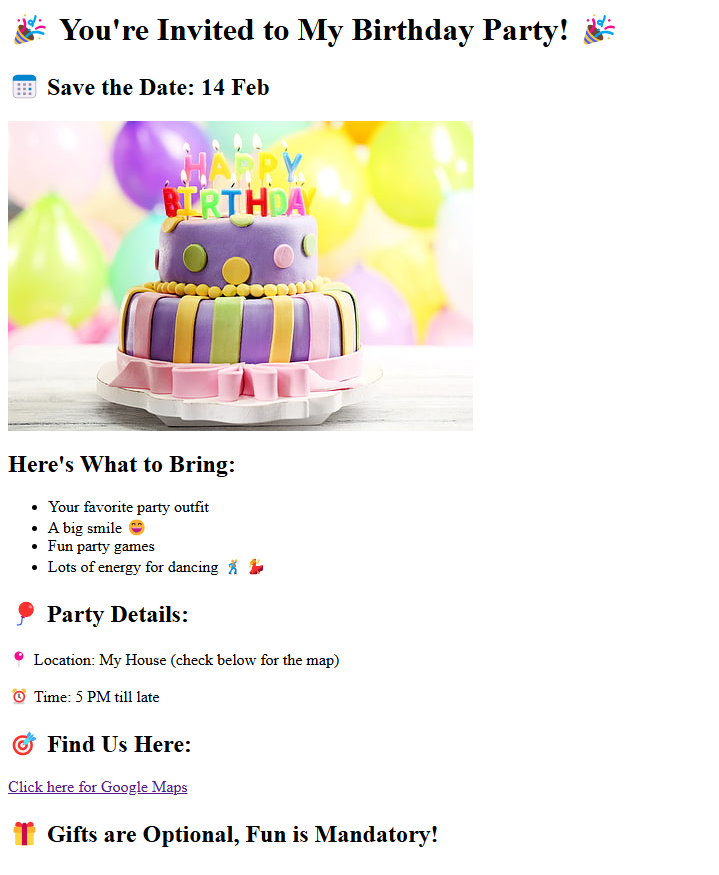 🎉 You're Invited to My Birthday Party! 🎉
📅 Save the Date: 14 Feb
HAPPY
BIRTHDAY
Here's What to Bring:
• Your favorite party outfit
• A big smile 😄
• Fun party games
• Lots of energy for dancing 🕺 💃
🎈 Party Details:
📍 Location: My House (check below for the map)
⏰ Time: 5 PM till late
🎯 Find Us Here:
Click here for Google Maps
🎁 Gifts are Optional, Fun is Mandatory!